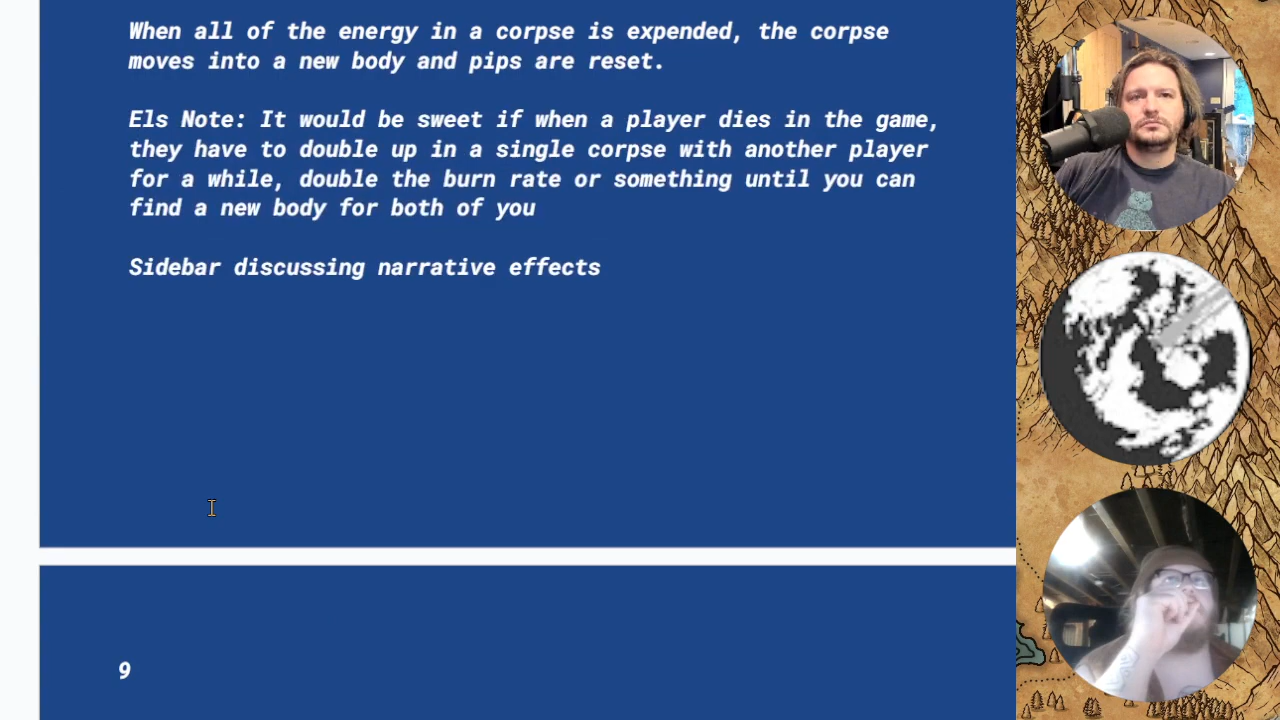 When all of the energy in a corpse is expended, the corpse
moves into a new body and pips are reset.
Els Note: It would be sweet if when a player dies in the game,
they have to double up in a single corpse with another player
for a while, double the burn rate or something until you can
find a new body for both of you
Sidebar discussing narrative effects
9